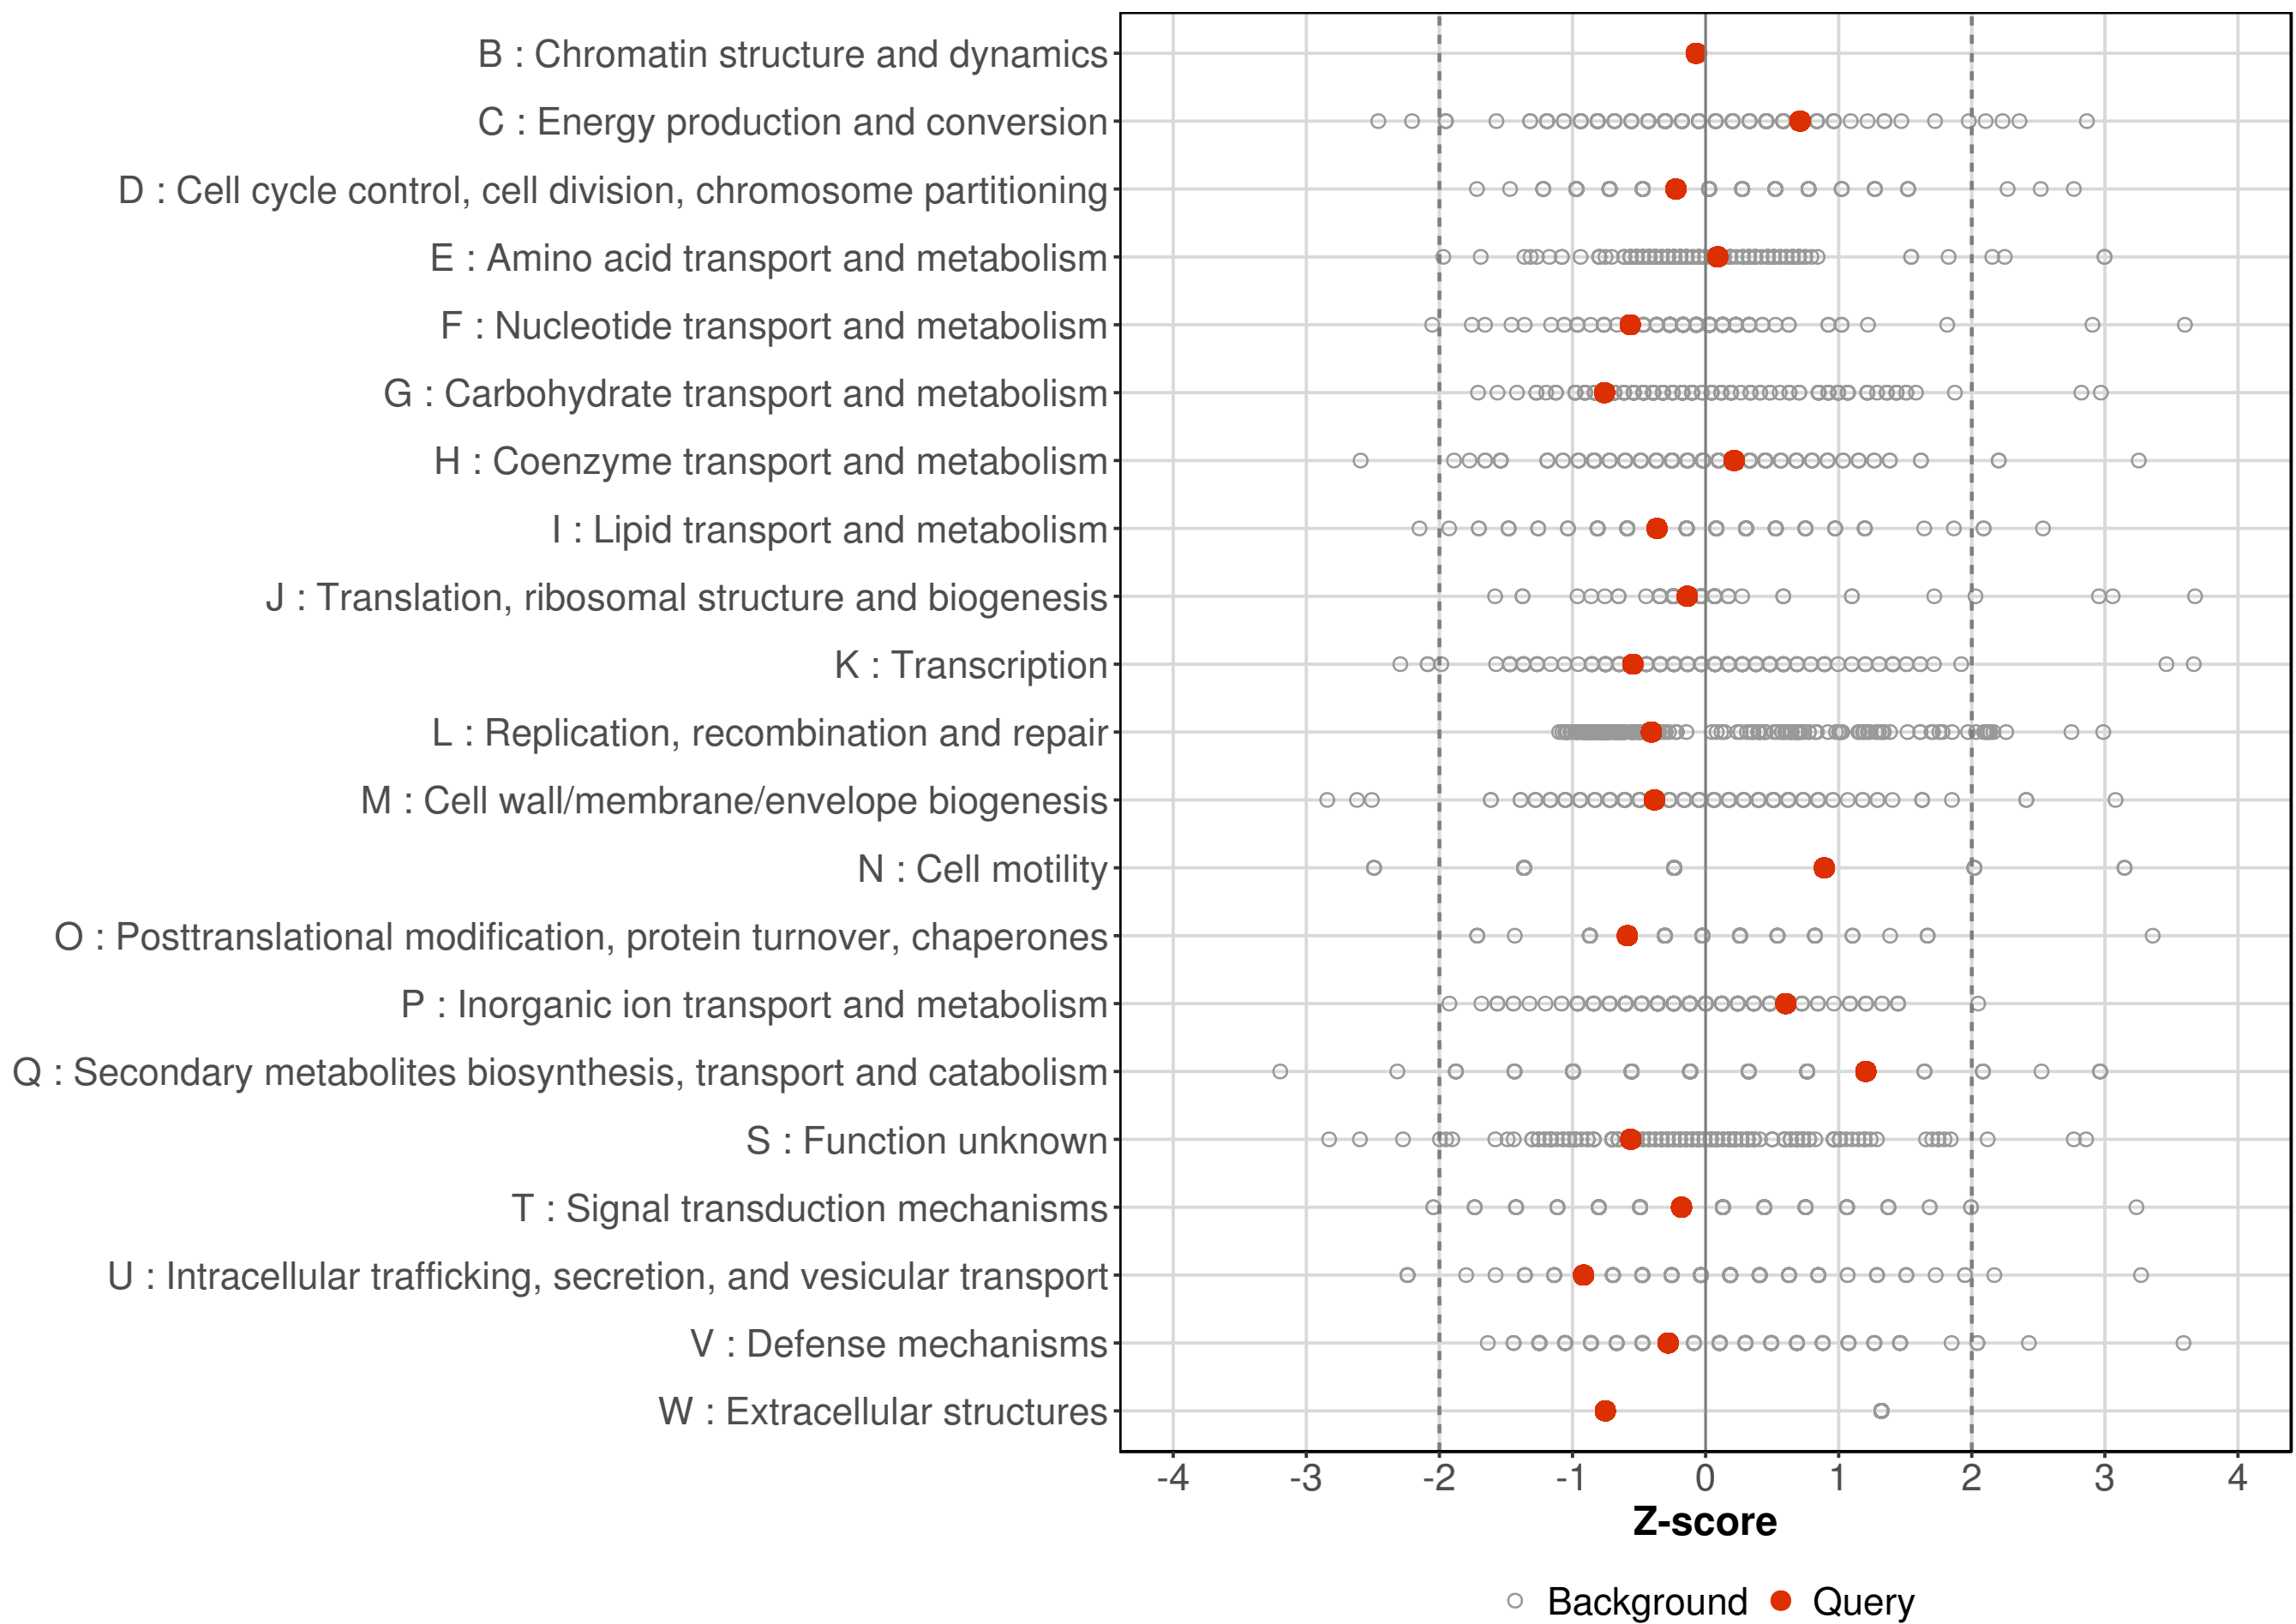 B : Chromatin structure and dynamics
C : Energy production and conversion
D : Cell cycle control, cell division, chromosome partitioning
E : Amino acid transport and metabolism
F : Nucleotide transport and metabolism
G : Carbohydrate transport and metabolism
H : Coenzyme transport and metabolism
I : Lipid transport and metabolism
J : Translation, ribosomal structure and biogenesis
K : Transcription
L : Replication, recombination and repair
M : Cell wall/membrane/envelope biogenesis
N : Cell motility
O : Posttranslational modification, protein turnover, chaperones
P : Inorganic ion transport and metabolism
Q : Secondary metabolites biosynthesis, transport and catabolism
S : Function unknown
T : Signal transduction mechanisms
U : Intracellular trafficking, secretion, and vesicular transport
V : Defense mechanisms
W : Extracellular structures
-4 -3 -2 -1 0 1 2 3 4
Z-score
Background Query